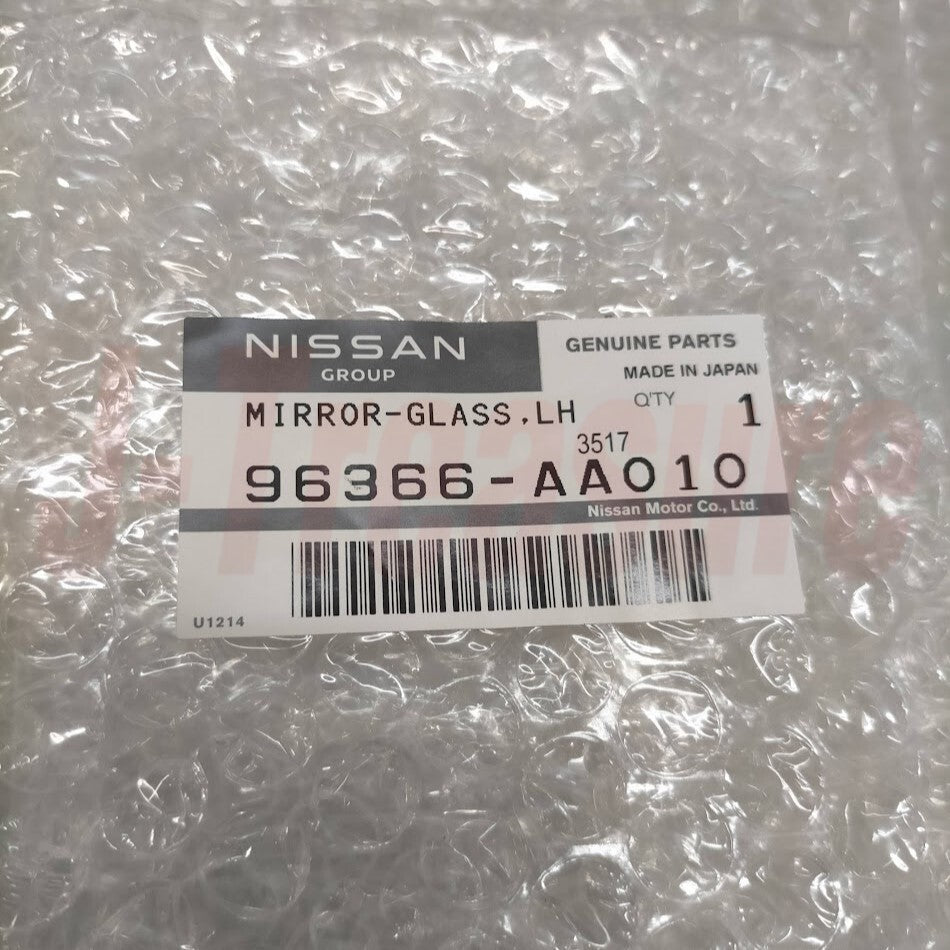 NISSAN
GROUP
GENUINE PARTS
MADE IN JAPAN
MIRROR-GLASS,LH
Q'TY 1
3517
96366-AA010
Nissan Motor Co., Ltd.
U1214